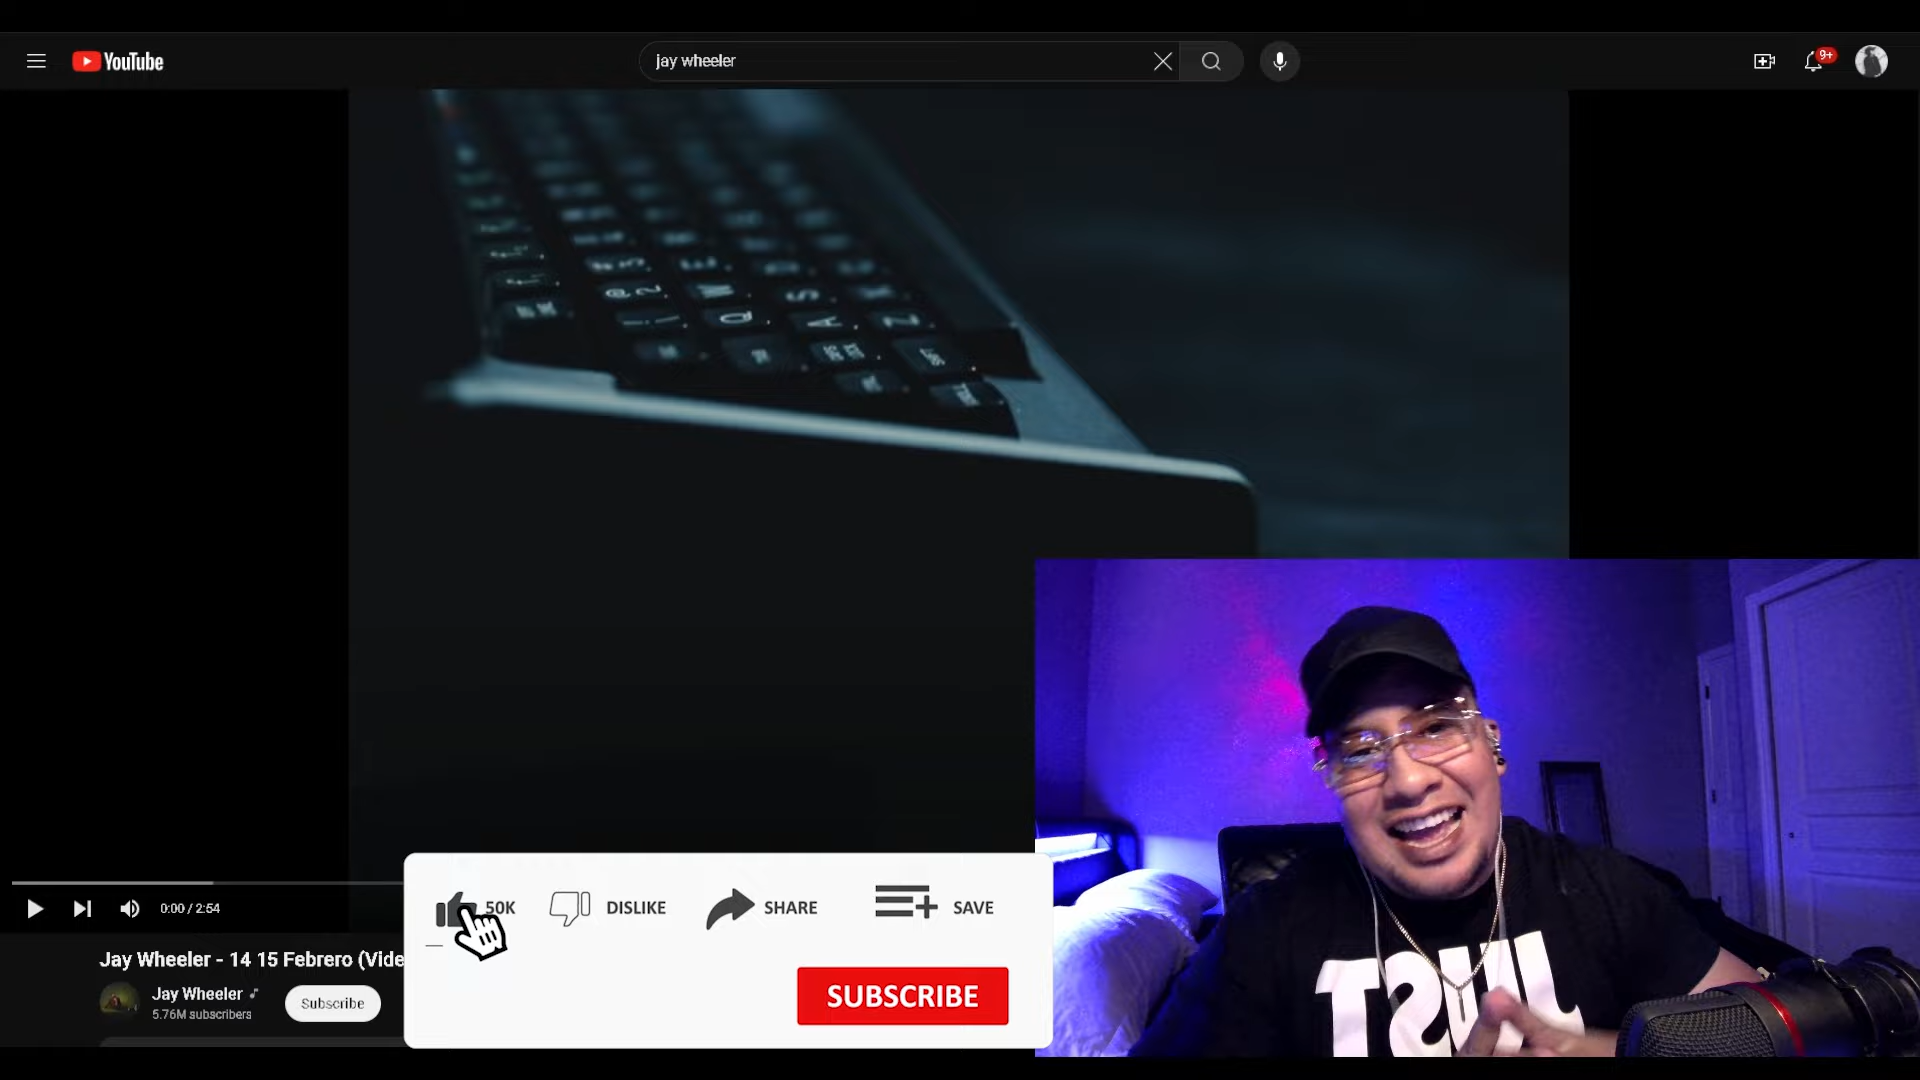 YouTube
jay wheeler
9+
@ 2
W
S
Q
A
Z
0:00 / 2:54
50K
DISLIKE
SHARE
SAVE
Jay Wheeler - 14 15 Febrero (Vide
Jay Wheeler
5.76M subscribers
Subscribe
SUBSCRIBE
JUST